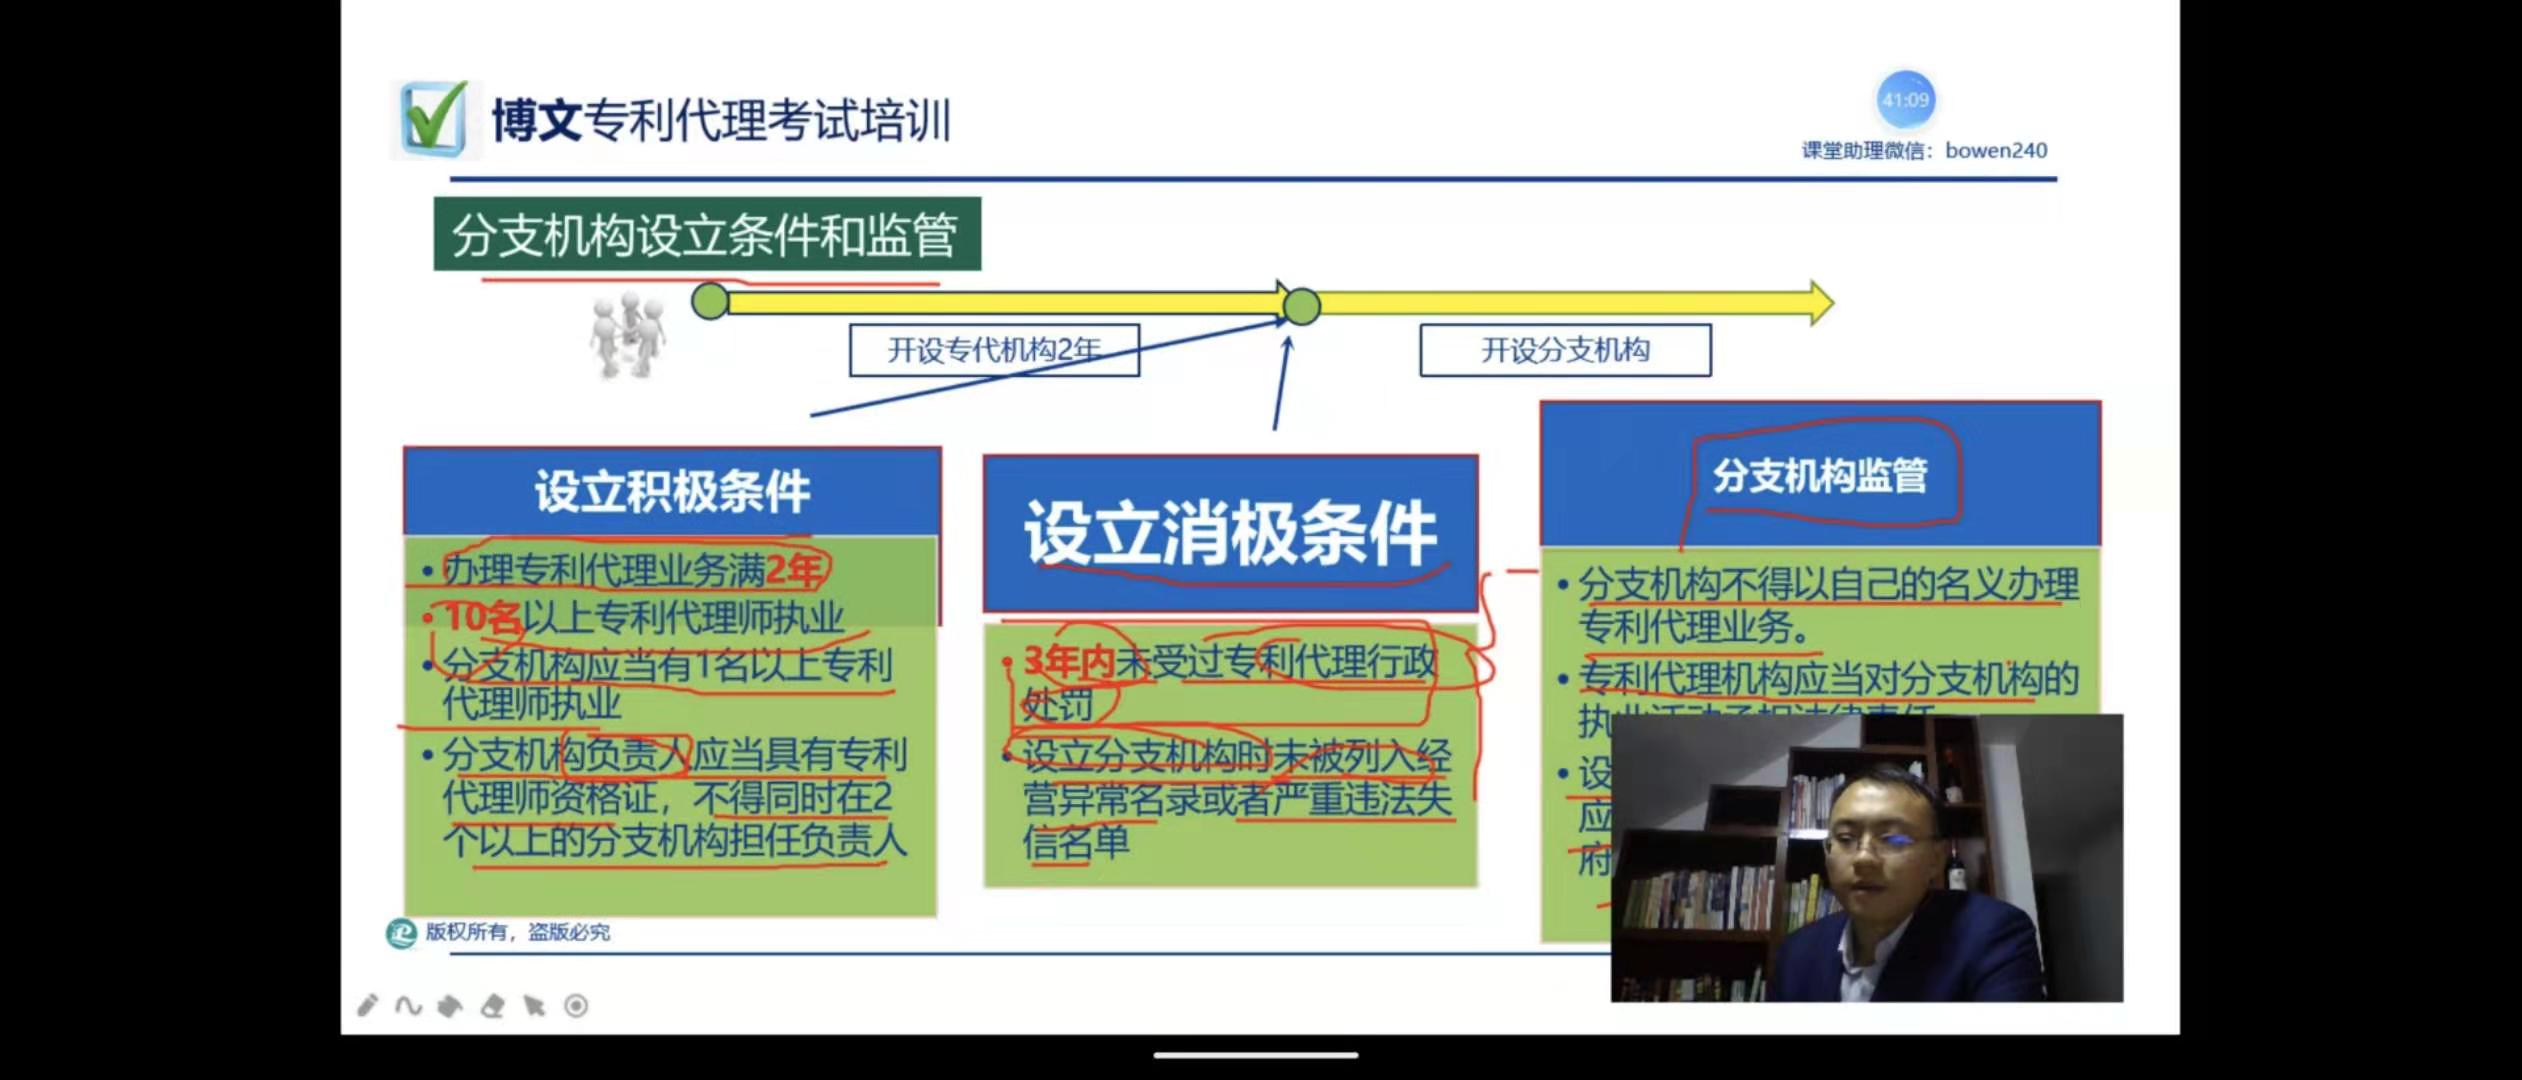 博文专利代理考试培训
41:09
课堂助理微信：bowen240
分支机构设立条件和监管
开设专代机构2年
开设分支机构
设立积极条件
• 办理专利代理业务满2年
• 10名以上专利代理师执业
• 分支机构应当有1名以上专利
代理师执业
• 分支机构负责人应当具有专利
代理师资格证，不得同时在2
个以上的分支机构担任负责人
设立消极条件
• 3年内未受过专利代理行政
处罚
• 设立分支机构时未被列入经
营异常名录或者严重违法失
信名单
分支机构监管
• 分支机构不得以自己的名义办理
专利代理业务。
• 专利代理机构应当对分支机构的
执业活动承担法律责任
• 设
应
府
版权所有，盗版必究